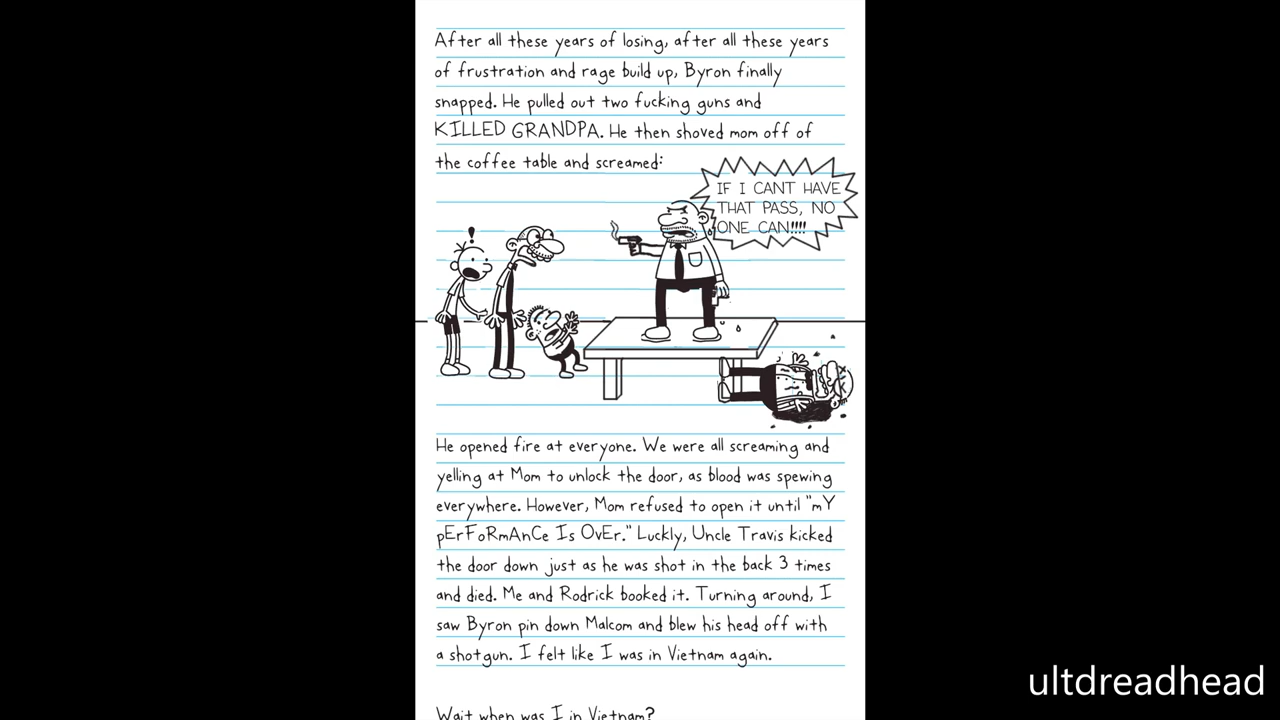 After all these years of losing, after all these years
of frustration and rage build up, Byron finally
snapped. He pulled out two fucking guns and
KILLED GRANDPA. He then shoved mom off of
the coffee table and screamed:
IF I CANT HAVE
THAT PASS, NO
ONE CAN!!!!
!
He opened fire at everyone. We were all screaming and
yelling at Mom to unlock the door, as blood was spewing
everywhere. However, Mom refused to open it until "mY
pErFoRmAnCe Is OvEr." Luckly, Uncle Travis kicked
the door down just as he was shot in the back 3 times
and died. Me and Rodrick booked it. Turning around, I
saw Byron pin down Malcom and blew his head off with
a shotgun. I felt like I was in Vietnam again.
Wait when was I in Vietnam?
ultdreadhead